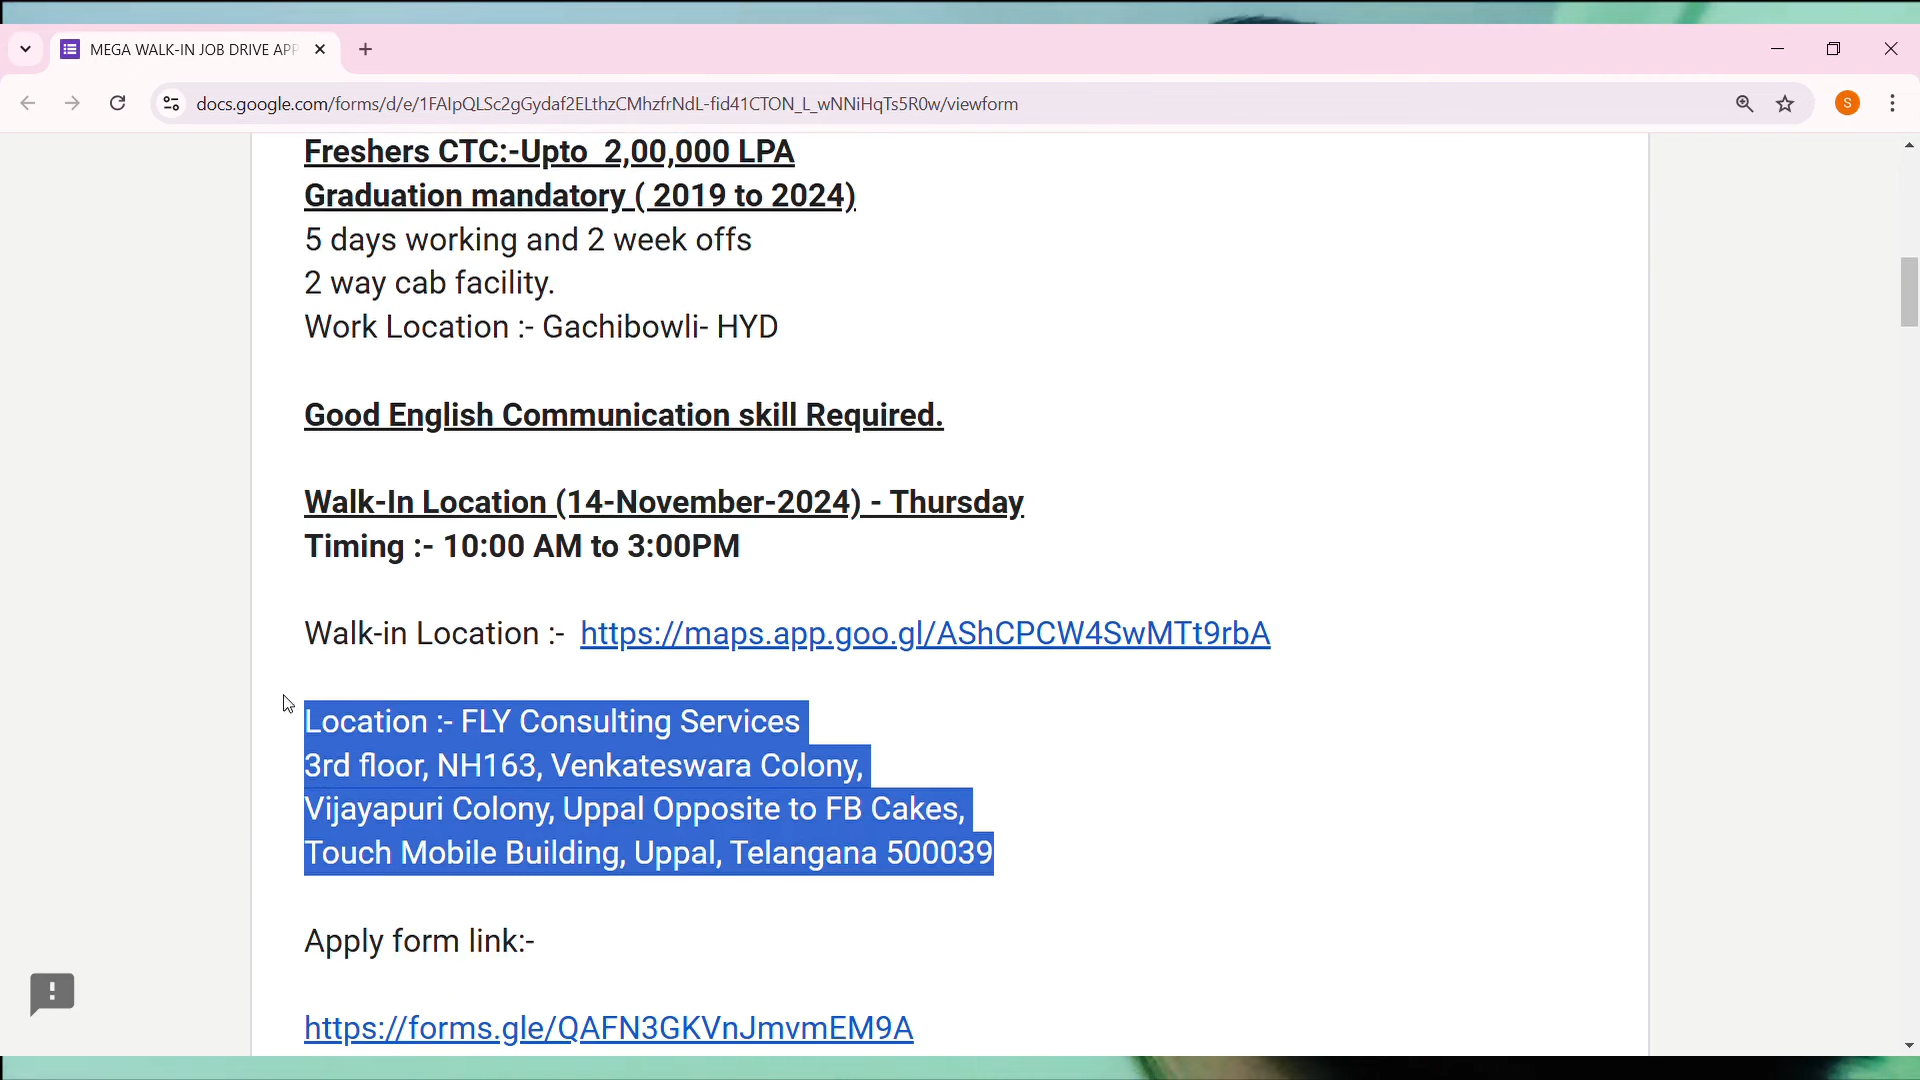 MEGA WALK-IN JOB DRIVE APP
docs.google.com/forms/d/e/1FAIpQLSc2gGydaf2ELthzCMhzfrNdL-fid41CTON_L_wNNiHqTs5R0w/viewform
S
Freshers CTC:-Upto  2,00,000 LPA
Graduation mandatory ( 2019 to 2024)
5 days working and 2 week offs
2 way cab facility.
Work Location :- Gachibowli- HYD
Good English Communication skill Required.
Walk-In Location (14-November-2024) - Thursday
Timing :- 10:00 AM to 3:00PM
Walk-in Location :-  https://maps.app.goo.gl/AShCPCW4SwMTt9rbA
Location :- FLY Consulting Services
3rd floor, NH163, Venkateswara Colony,
Vijayapuri Colony, Uppal Opposite to FB Cakes,
Touch Mobile Building, Uppal, Telangana 500039
Apply form link:-
https://forms.gle/QAFN3GKVnJmvmEM9A